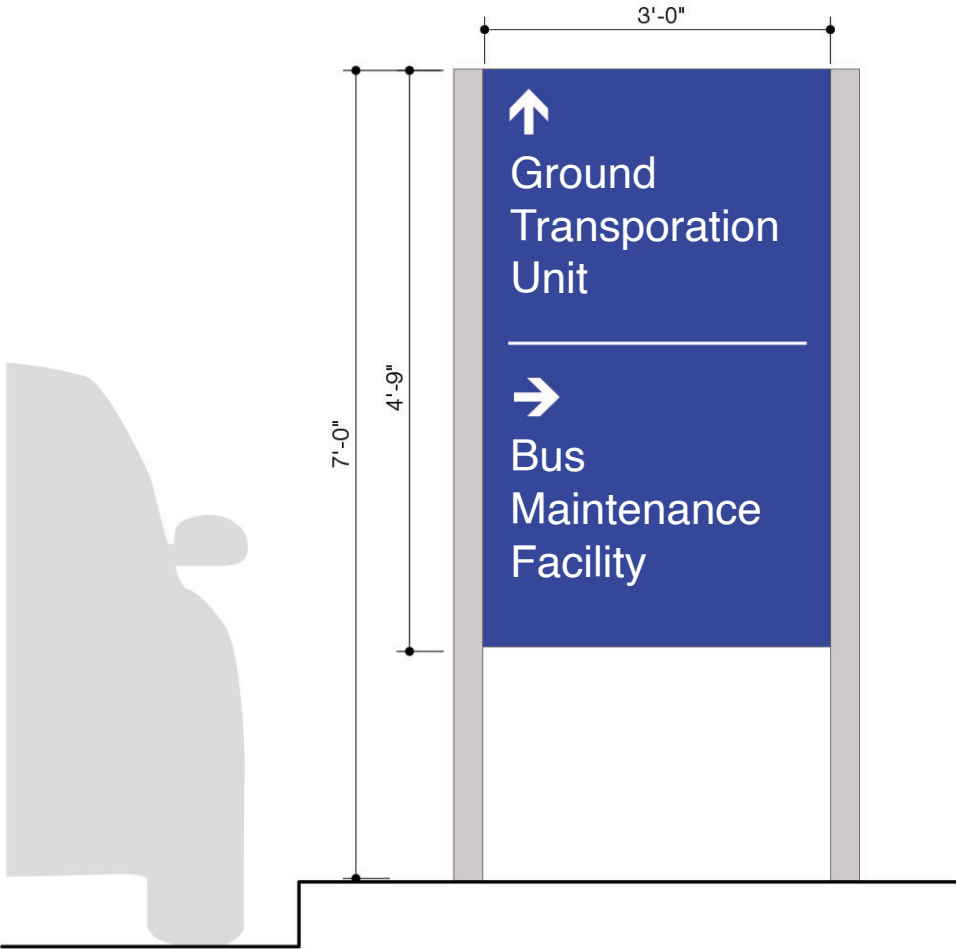 3'-0"
Ground
Transporation
Unit
4'-9"
7'-0"
Bus
Maintenance
Facility